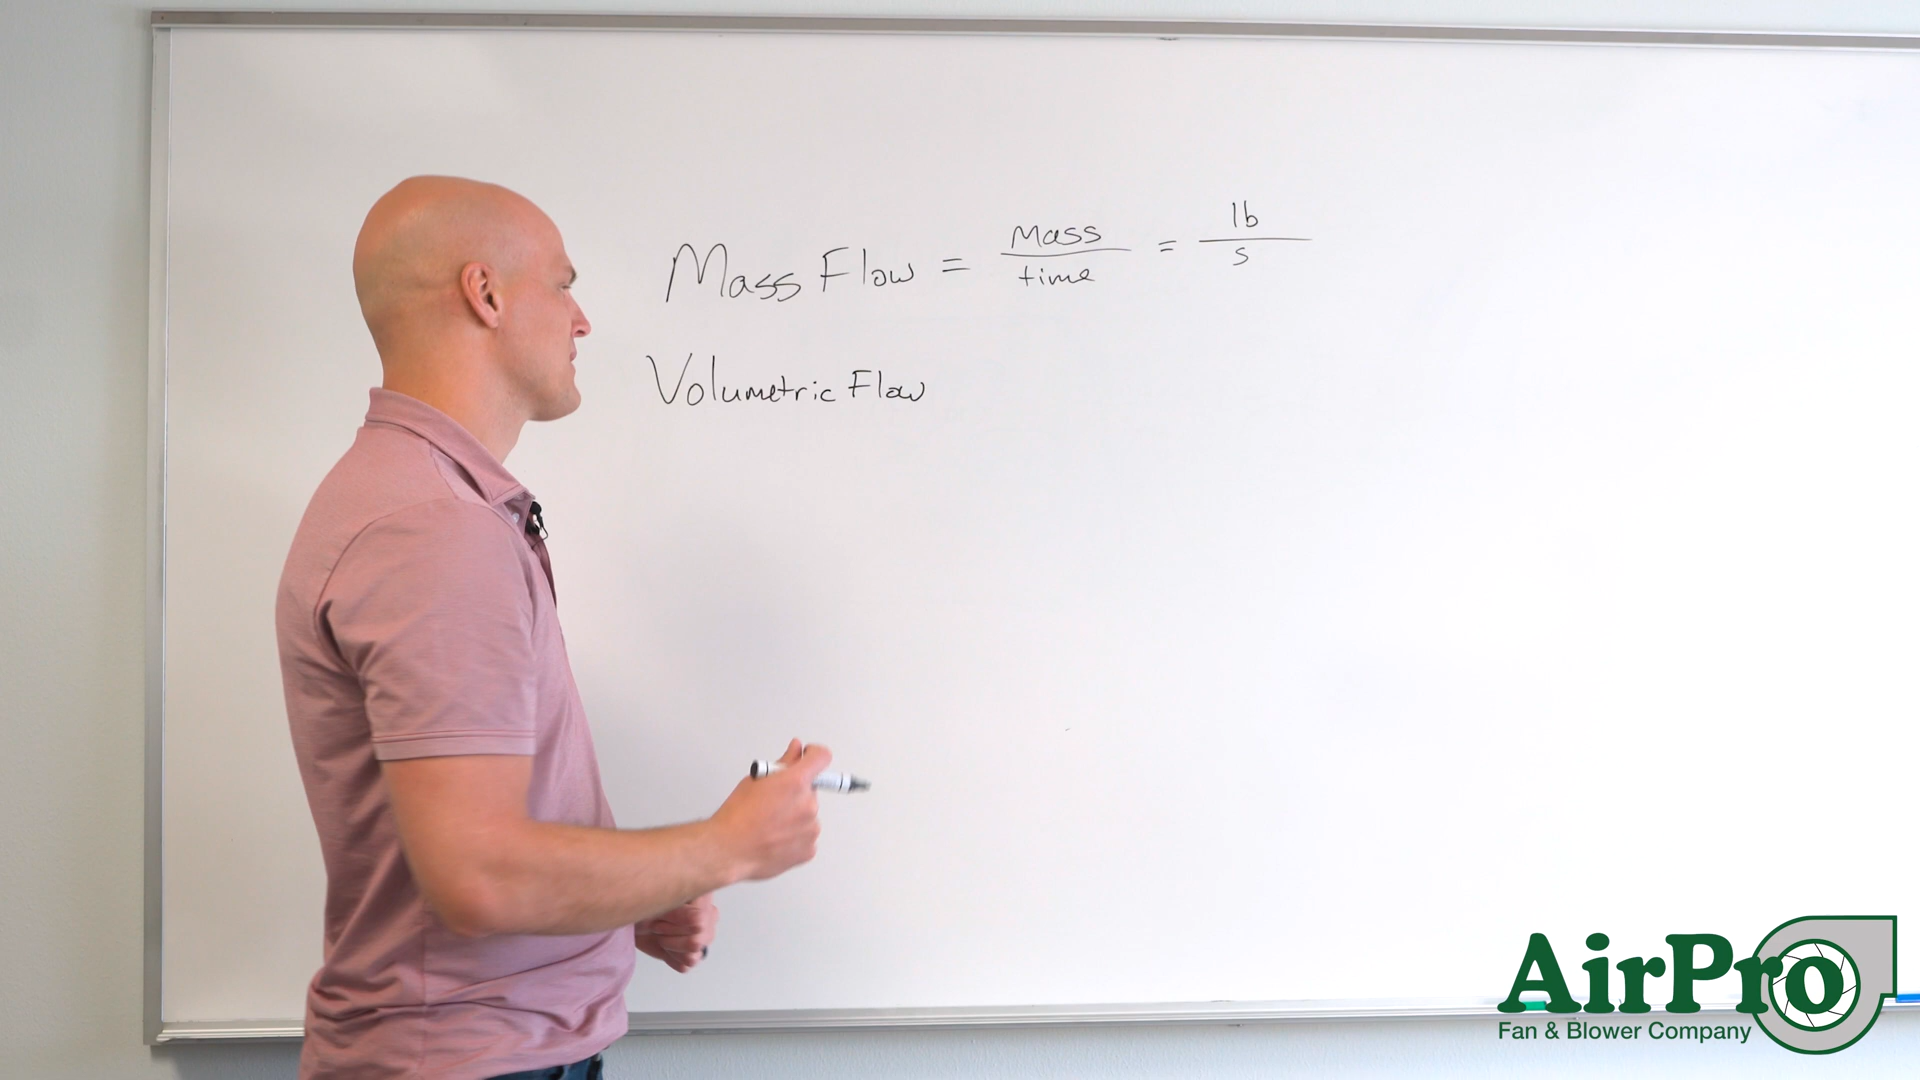 Mass Flow = Mass / time = lb / s
Volumetric Flow
AirPro
Fan & Blower Company